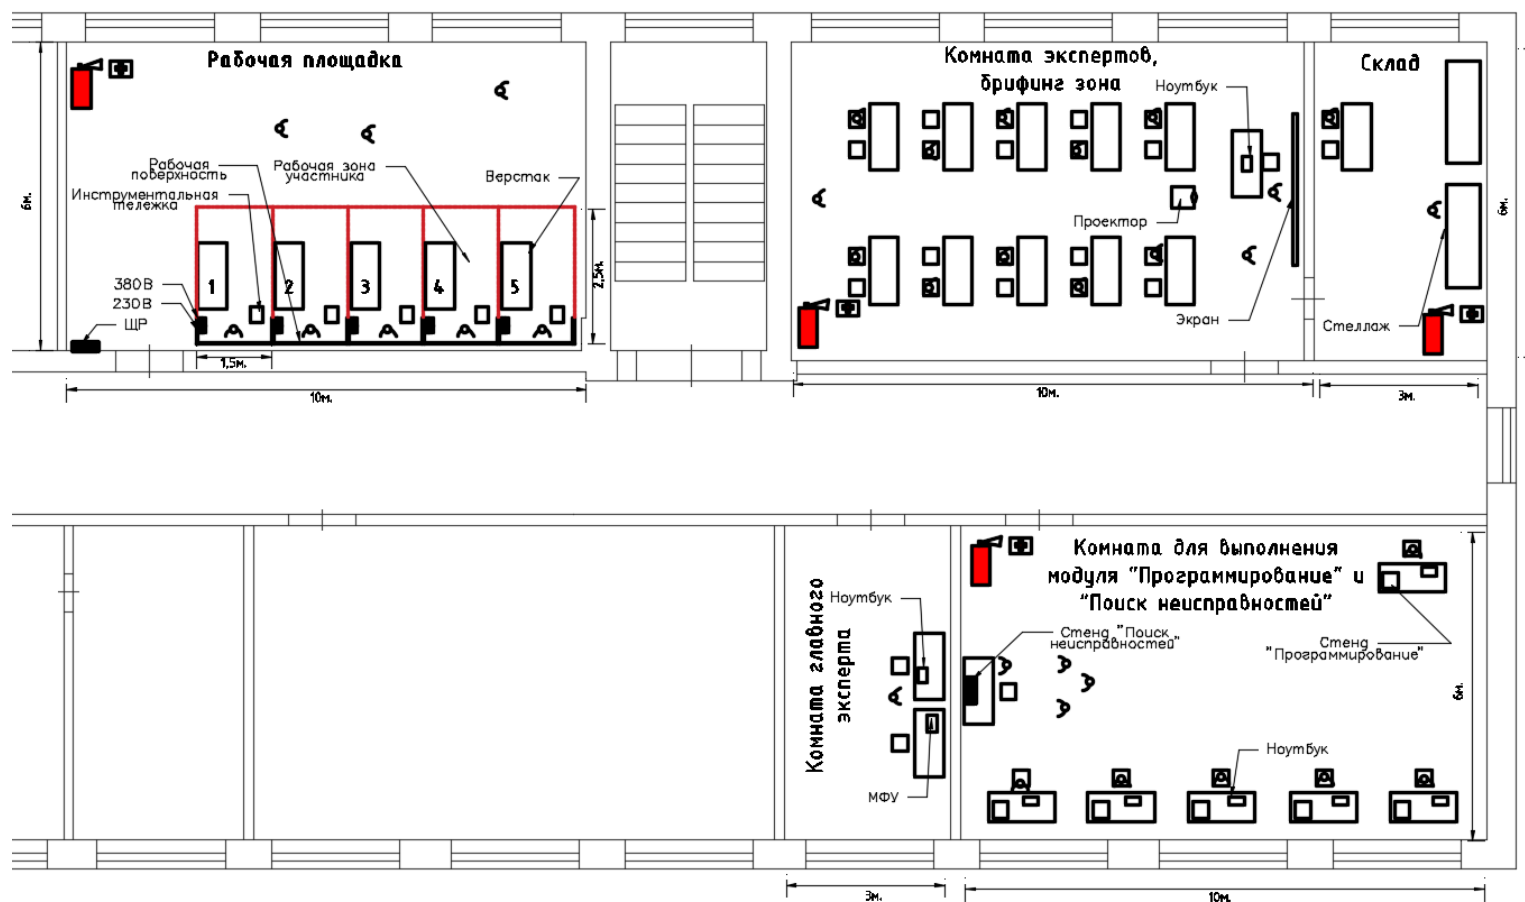 Рабочая площадка
Рабочая
поверхность
Рабочая зона
участника
Верстак
Инструментальная
тележка
6м.
1
2
3
4
5
2,5м.
380В
230В
ЩР
1,5м.
10м.
Комната экспертов,
брифинг зона
Ноутбук
Проектор
Экран
10м.
Склад
Стеллаж
6м.
3м.
Комната главного
эксперта
Ноутбук
МФУ
3м.
Комната для выполнения
модуля "Программирование" и
"Поиск неисправностей"
Стенд "Поиск
неисправностей"
Стенд
"Программирование"
Ноутбук
6м.
10м.